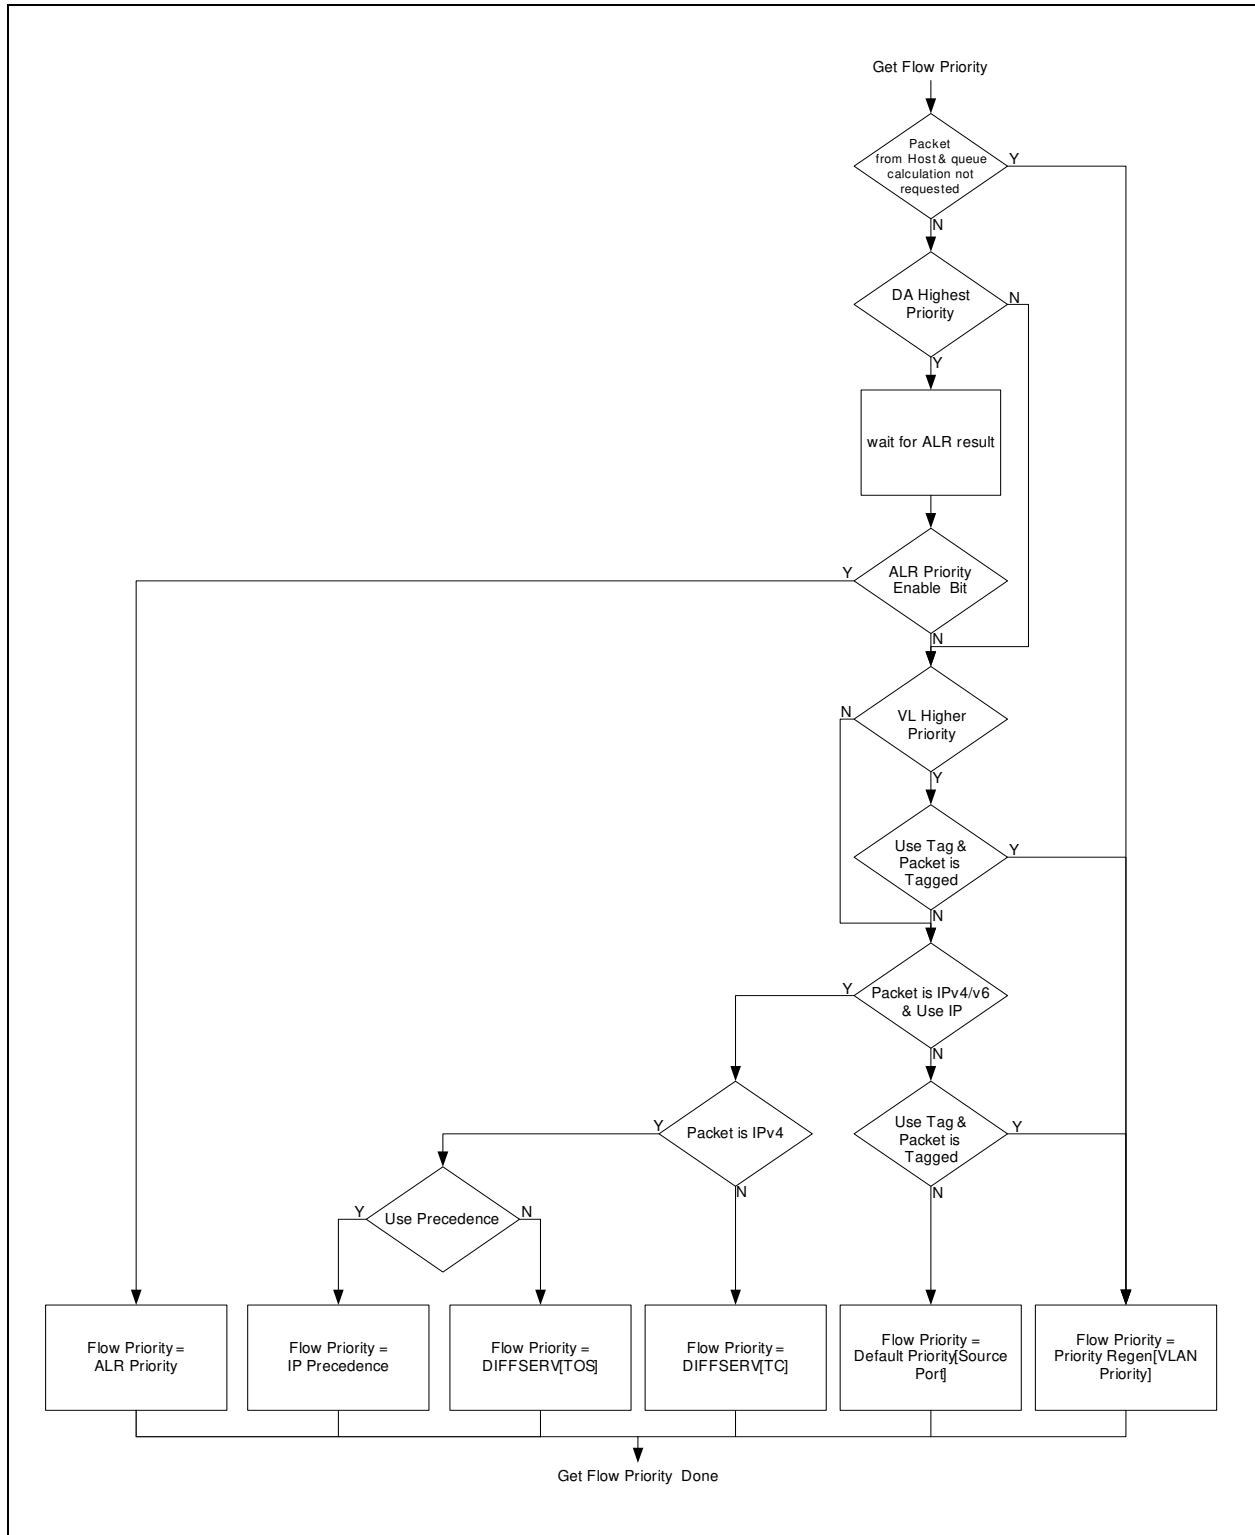 Get Flow Priority
Packet
from Host & queue
calculation not
requested
Y
N
DA Highest
Priority
N
Y
wait for ALR result
Y
ALR Priority
Enable Bit
N
N
VL Higher
Priority
Y
Use Tag &
Packet is
Tagged
Y
N
Y
Packet is IPv4/v6
& Use IP
N
Y
Packet is IPv4
N
Use Tag &
Packet is
Tagged
Y
N
Y
Use Precedence
N
Flow Priority =
ALR Priority
Flow Priority =
IP Precedence
Flow Priority =
DIFFSERV[TOS]
Flow Priority =
DIFFSERV[TC]
Flow Priority =
Default Priority[Source
Port]
Flow Priority =
Priority Regen[VLAN
Priority]
Get Flow Priority Done